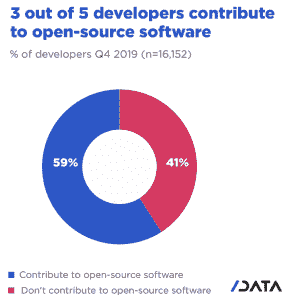 3 out of 5 developers contribute
to open-source software
% of developers Q4 2019 (n=16,152)
59%
41%
Contribute to open-source software
Don't contribute to open-source software
/DATA